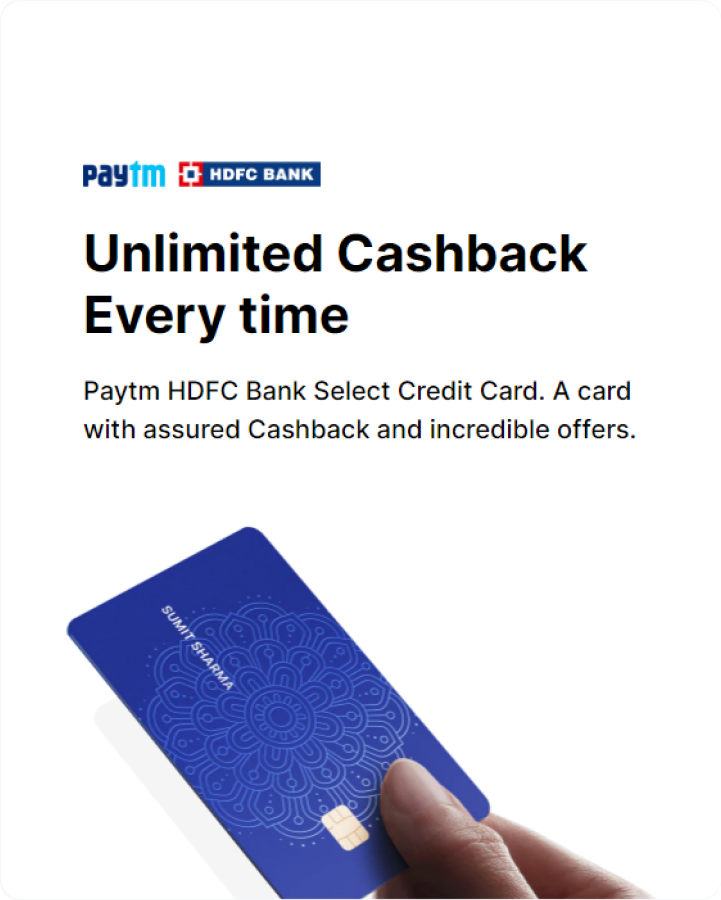 paytm HDFC BANK
Unlimited Cashback
Every time
Paytm HDFC Bank Select Credit Card. A card
with assured Cashback and incredible offers.
SUMIT SHARMA